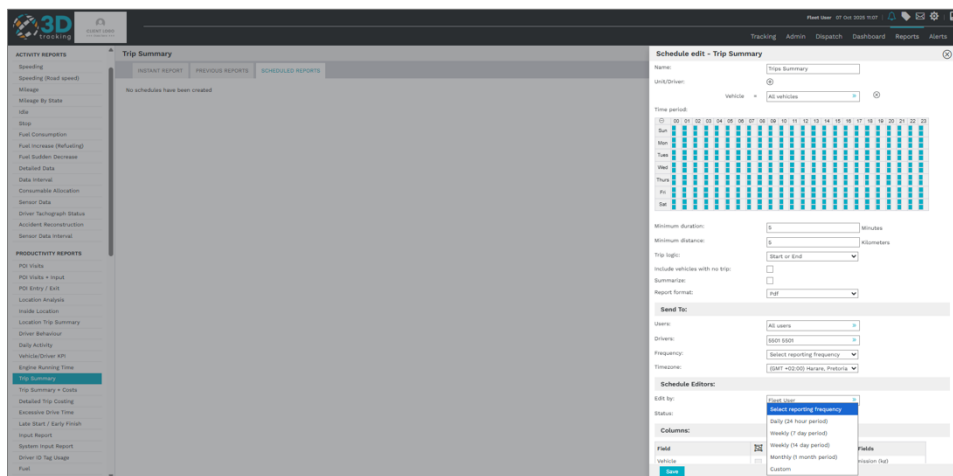 3D
tracking
CLIENT LOGO
Fleet User 07 Oct 2025 11:07
Tracking Admin Dispatch Dashboard Reports Alerts
ACTIVITY REPORTS
Speeding
Speeding (Road speed)
Mileage
Mileage By State
Idle
Stop
Fuel Consumption
Fuel Increase (Refueling)
Fuel Sudden Decrease
Detailed Data
Data Interval
Consumable Allocation
Sensor Data
Driver Tachograph Status
Accident Reconstruction
Sensor Data Interval
PRODUCTIVITY REPORTS
POI Visits
POI Visits + Input
POI Entry / Exit
Location Analysis
Inside Location
Location Trip Summary
Driver Behaviour
Daily Activity
Vehicle/Driver KPI
Engine Running Time
Trip Summary
Trip Summary + Costs
Detailed Trip Costing
Excessive Drive Time
Late Start / Early Finish
Input Report
System Input Report
Driver ID Tag Usage
Fuel
Trip Summary
INSTANT REPORT PREVIOUS REPORTS SCHEDULED REPORTS
No schedules have been created
Schedule edit - Trip Summary
Name: Trips Summary
Unit/Driver:
Vehicle = All vehicles
Time period:
00 01 02 03 04 05 06 07 08 09 10 11 12 13 14 15 16 17 18 19 20 21 22 23
Sun
Mon
Tues
Wed
Thurs
Fri
Sat
Minimum duration: 5 Minutes
Minimum distance: 5 Kilometers
Trip logic: Start or End
Include vehicles with no trip:
Summarize:
Report format: Pdf
Send To:
Users: All users
Drivers: 5501 5501
Frequency: Select reporting frequency
Timezone: (GMT +02:00) Harare, Pretoria
Schedule Editors:
Edit by: Fleet User
Status:
Select reporting frequency
Daily (24 hour period)
Weekly (7 day period)
Weekly (14 day period)
Monthly (1 month period)
Custom
Columns:
Field Fields
Vehicle
Save